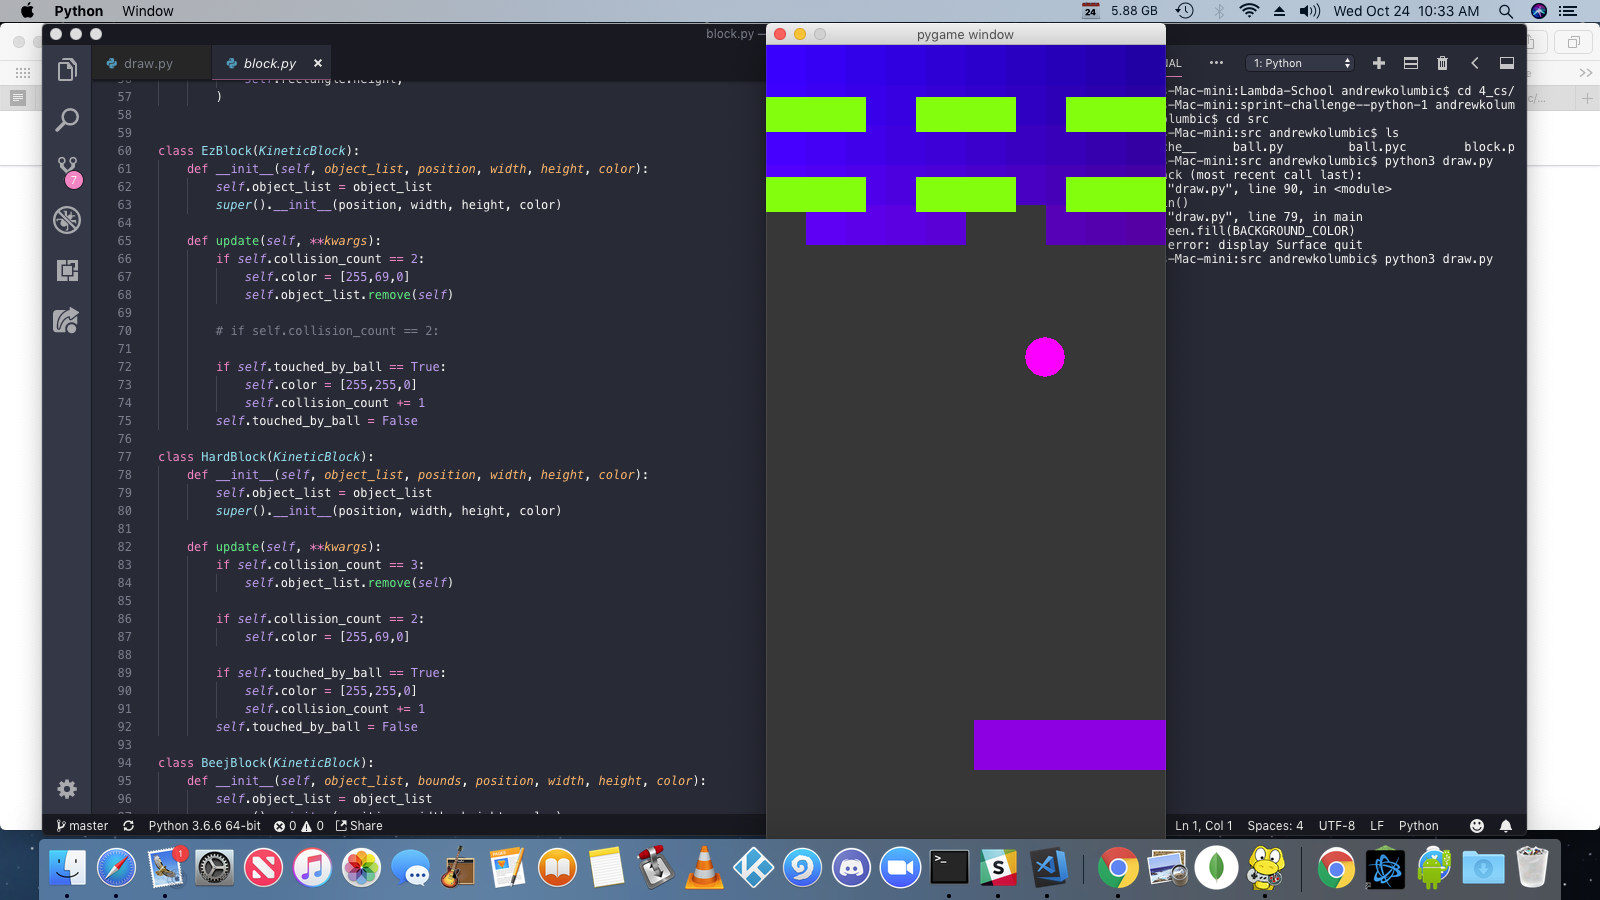 Python Window
24 5.88 GB Wed Oct 24 10:33 AM
block.py —
pygame window
draw.py
block.py ×
1: Python
57 )
58
59
60 class EzBlock(KineticBlock):
61 def __init__(self, object_list, position, width, height, color):
62 self.object_list = object_list
63 super().__init__(position, width, height, color)
64
65 def update(self, **kwargs):
66 if self.collision_count == 2:
67 self.color = [255,69,0]
68 self.object_list.remove(self)
69
70 # if self.collision_count == 2:
71
72 if self.touched_by_ball == True:
73 self.color = [255,255,0]
74 self.collision_count += 1
75 self.touched_by_ball = False
76
77 class HardBlock(KineticBlock):
78 def __init__(self, object_list, position, width, height, color):
79 self.object_list = object_list
80 super().__init__(position, width, height, color)
81
82 def update(self, **kwargs):
83 if self.collision_count == 3:
84 self.object_list.remove(self)
85
86 if self.collision_count == 2:
87 self.color = [255,69,0]
88
89 if self.touched_by_ball == True:
90 self.color = [255,255,0]
91 self.collision_count += 1
92 self.touched_by_ball = False
93
94 class BeejBlock(KineticBlock):
95 def __init__(self, object_list, bounds, position, width, height, color):
96 self.object_list = object_list
7
AL
-Mac-mini:Lambda-School andrewkolumbic$ cd 4_cs/
-Mac-mini:sprint-challenge--python-1 andrewkolum
olumbic$ cd src
-Mac-mini:src andrewkolumbic$ ls
he__ ball.py ball.pyc block.p
-Mac-mini:src andrewkolumbic$ python3 draw.py
ck (most recent call last):
"draw.py", line 90, in <module>
n()
"draw.py", line 79, in main
reen.fill(BACKGROUND_COLOR)
error: display Surface quit
-Mac-mini:src andrewkolumbic$ python3 draw.py
master Python 3.6.6 64-bit 0 0 Share
Ln 1, Col 1 Spaces: 4 UTF-8 LF Python
1